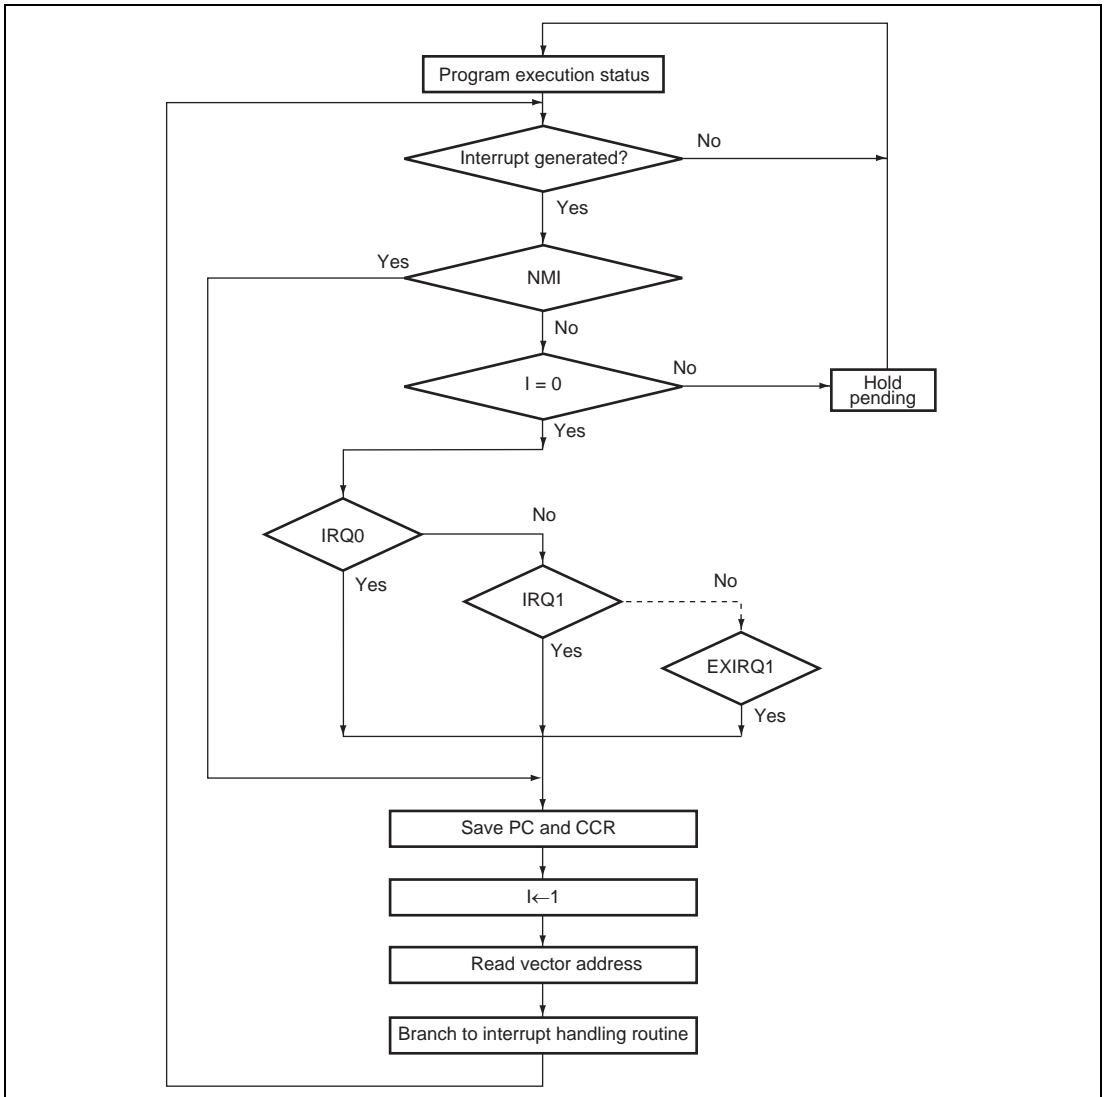 Program execution status
Interrupt generated?
No
Yes
Yes
NMI
No
I = 0
No
Hold
pending
Yes
IRQ0
No
Yes
IRQ1
No
Yes
EXIRQ1
Yes
Save PC and CCR
I←1
Read vector address
Branch to interrupt handling routine